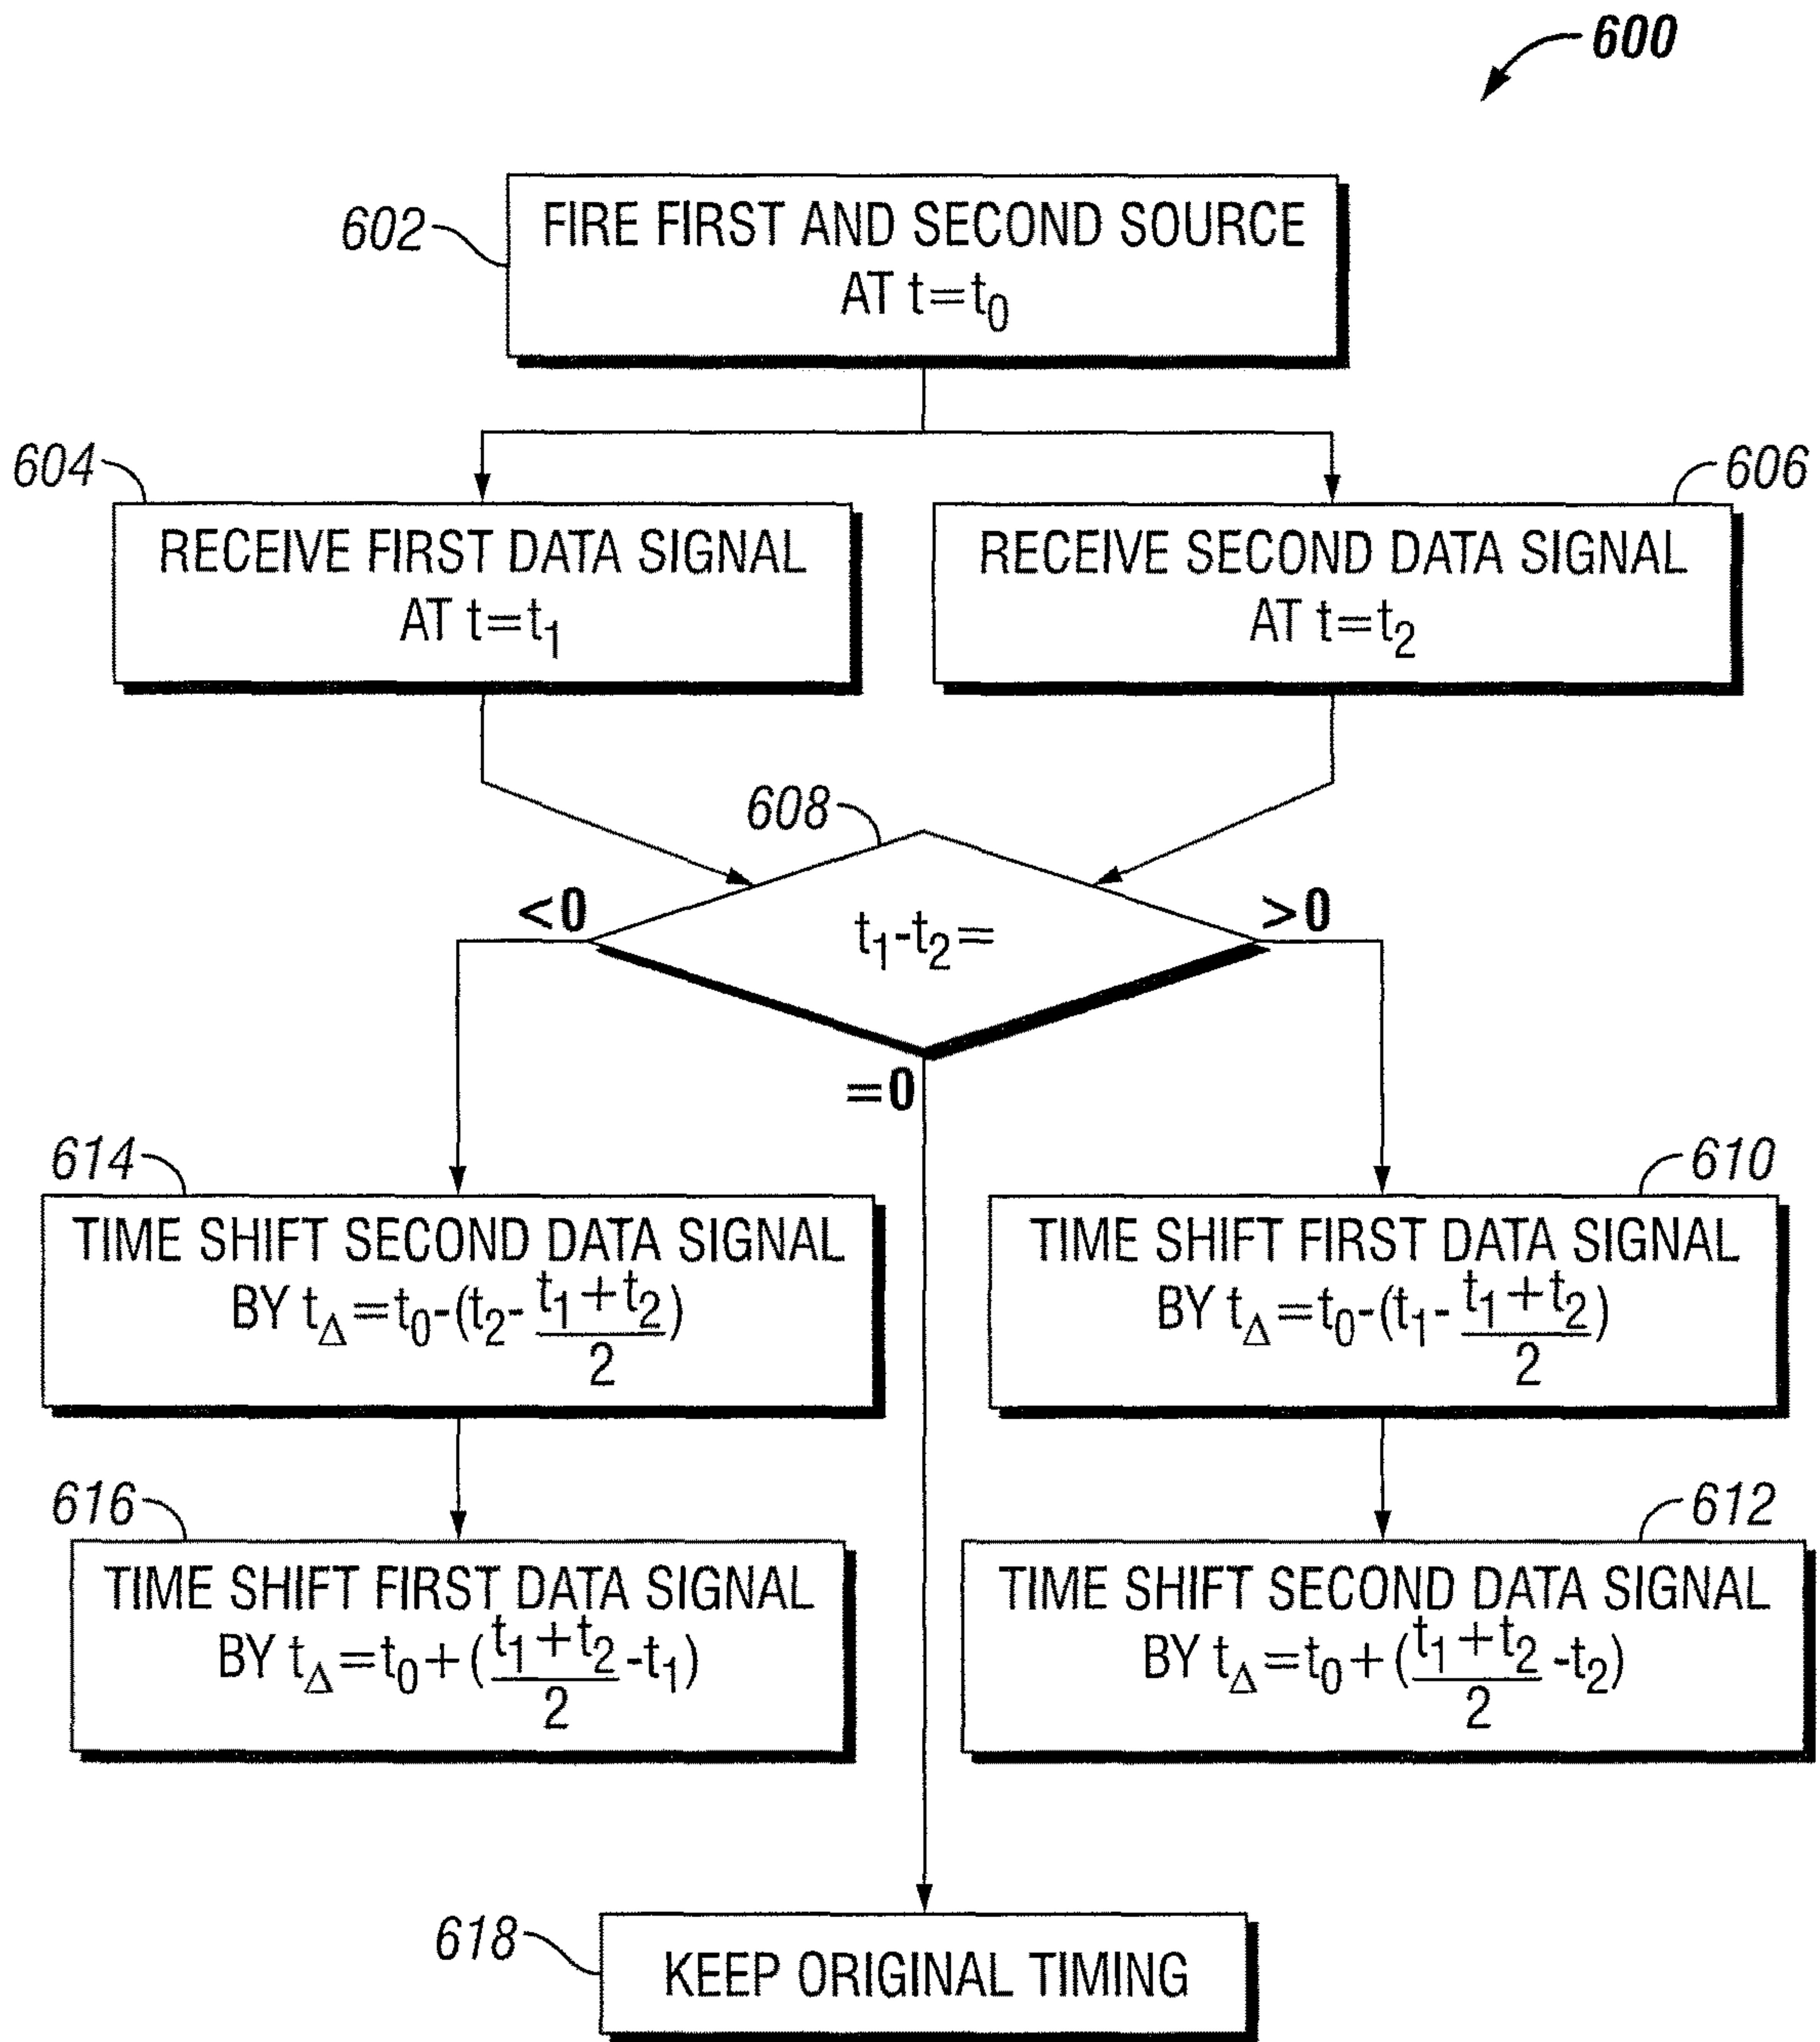 600
602
FIRE FIRST AND SECOND SOURCE
AT t=t₀
604
606
RECEIVE FIRST DATA SIGNAL
AT t=t₁
RECEIVE SECOND DATA SIGNAL
AT t=t₂
608
<0
t₁-t₂=
>0
=0
614
610
TIME SHIFT SECOND DATA SIGNAL
BY t_Δ=t₀-(t₂-(t₁+t₂)/2)
TIME SHIFT FIRST DATA SIGNAL
BY t_Δ=t₀-(t₁-(t₁+t₂)/2)
616
612
TIME SHIFT FIRST DATA SIGNAL
BY t_Δ=t₀+((t₁+t₂)/2-t₁)
TIME SHIFT SECOND DATA SIGNAL
BY t_Δ=t₀+((t₁+t₂)/2-t₂)
618
KEEP ORIGINAL TIMING